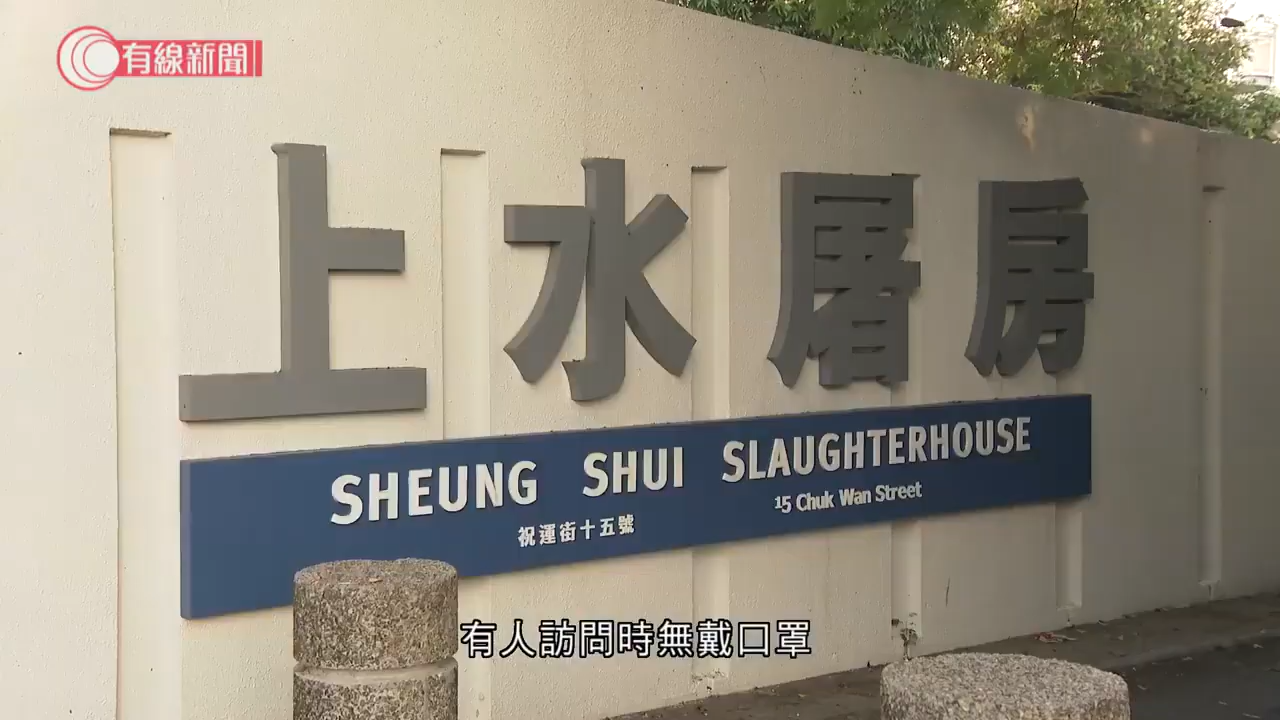 有線新聞
上水屠房
SHEUNG SHUI SLAUGHTERHOUSE
祝運街十五號
15 Chuk Wan Street
有人訪問時無戴口罩